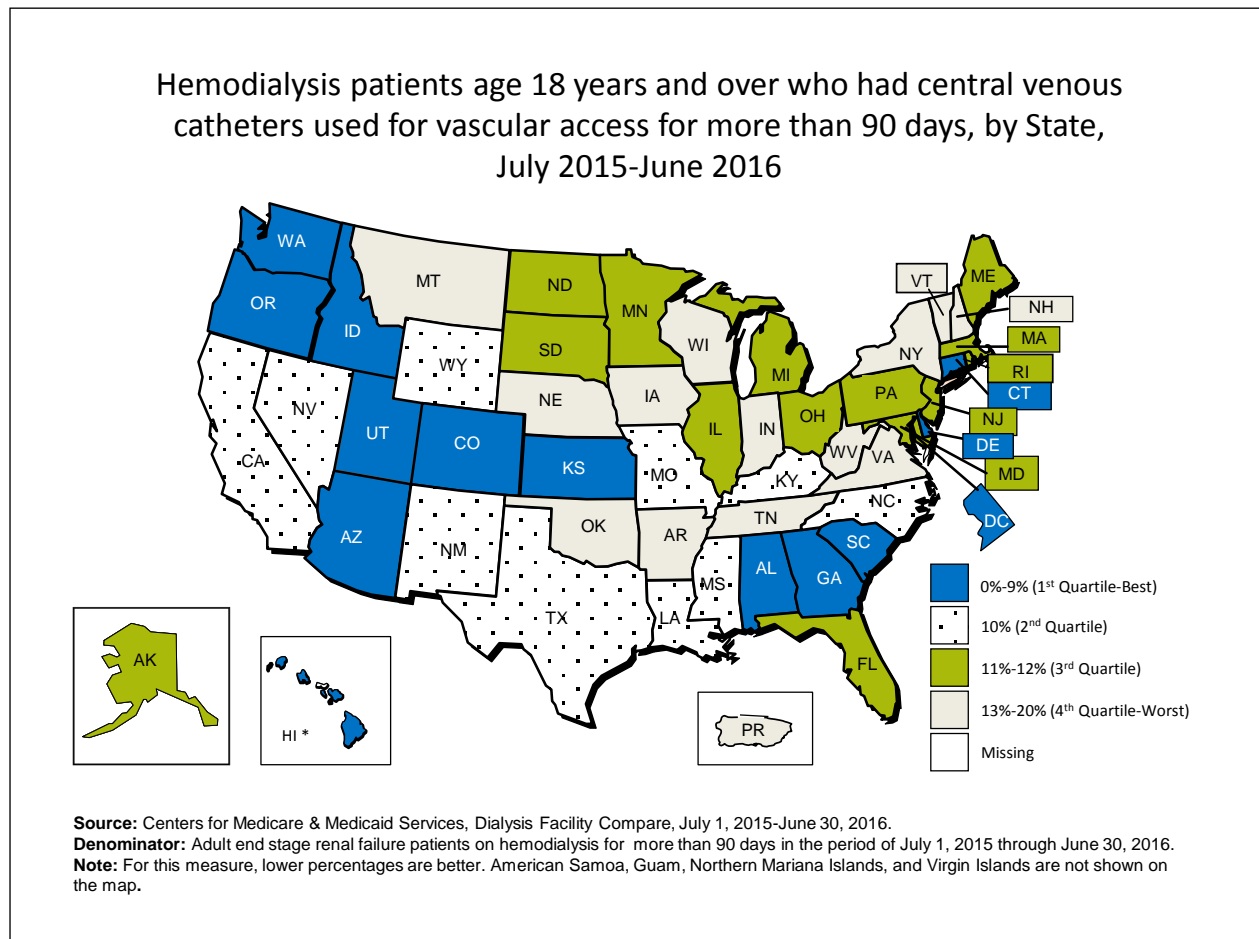 Hemodialysis patients age 18 years and over who had central venous
catheters used for vascular access for more than 90 days, by State,
July 2015-June 2016
WA
MT
ND
MN
ME
VT
NH
OR
ID
WY
SD
WI
MI
NY
MA
RI
CT
NV
NE
IA
PA
NJ
CA
UT
CO
KS
MO
IL
IN
OH
WV
VA
DE
MD
DC
KY
NC
AZ
NM
OK
AR
TN
SC
TX
LA
MS
AL
GA
FL
AK
HI *
PR
0%-9% (1st Quartile-Best)
10% (2nd Quartile)
11%-12% (3rd Quartile)
13%-20% (4th Quartile-Worst)
Missing
Source: Centers for Medicare & Medicaid Services, Dialysis Facility Compare, July 1, 2015-June 30, 2016.
Denominator: Adult end stage renal failure patients on hemodialysis for more than 90 days in the period of July 1, 2015 through June 30, 2016.
Note: For this measure, lower percentages are better. American Samoa, Guam, Northern Mariana Islands, and Virgin Islands are not shown on
the map.